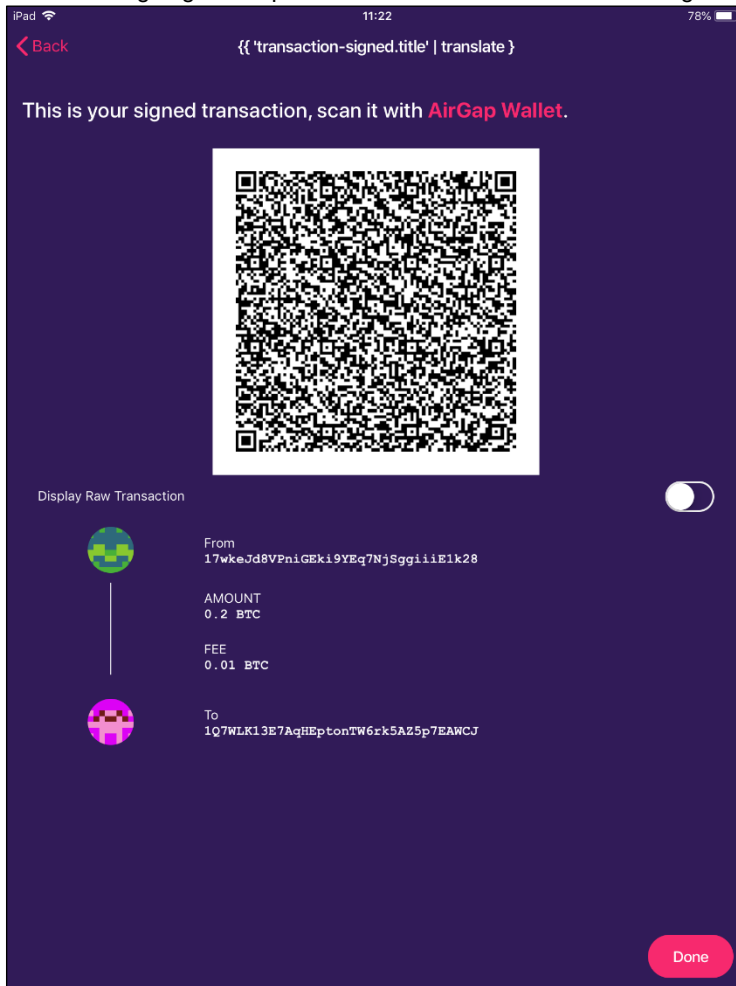 iPad
11:22
78%
Back
{{ 'transaction-signed.title' | translate }
This is your signed transaction, scan it with AirGap Wallet.
Display Raw Transaction
From
17wkeJd8VPniGEki9YEq7NjSggiiiE1k28
AMOUNT
0.2 BTC
FEE
0.01 BTC
To
1Q7WLK13E7AqHEptonTW6rk5AZ5p7EAWCJ
Done